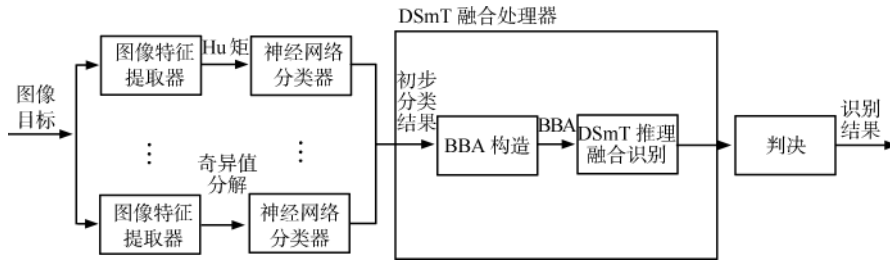 DSmT 融合处理器
图像
目标
图像特征
提取器
Hu 矩
神经网络
分类器
⋮
奇异值
分解
⋮
图像特征
提取器
神经网络
分类器
初步
分类
结果
BBA 构造
BBA
DSmT 推理
融合识别
判决
识别
结果